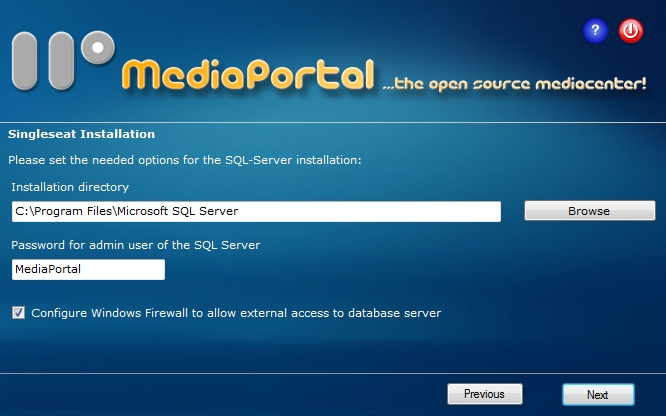 ?
MediaPortal ...the open source mediacenter!
Singleseat Installation
Please set the needed options for the SQL-Server installation:
Installation directory
C:\Program Files\Microsoft SQL Server
Browse
Password for admin user of the SQL Server
MediaPortal
Configure Windows Firewall to allow external access to database server
Previous
Next